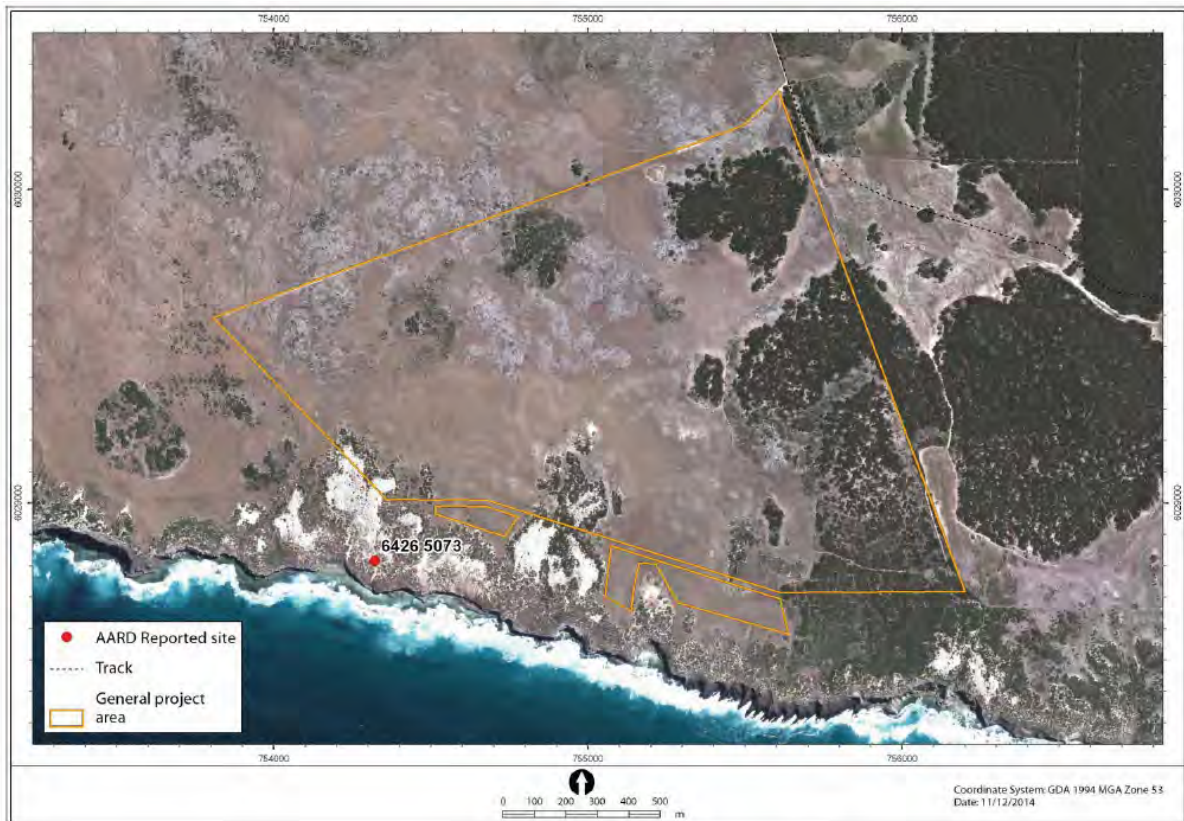 754000 755000 756000
6030000 6030000
6029000 6029000
6426 5073
AARD Reported site
Track
General project
area
754000 755000 756000
0 100 200 300 400 500
m
Coordinate System: GDA 1994 MGA Zone 53
Date: 11/12/2014